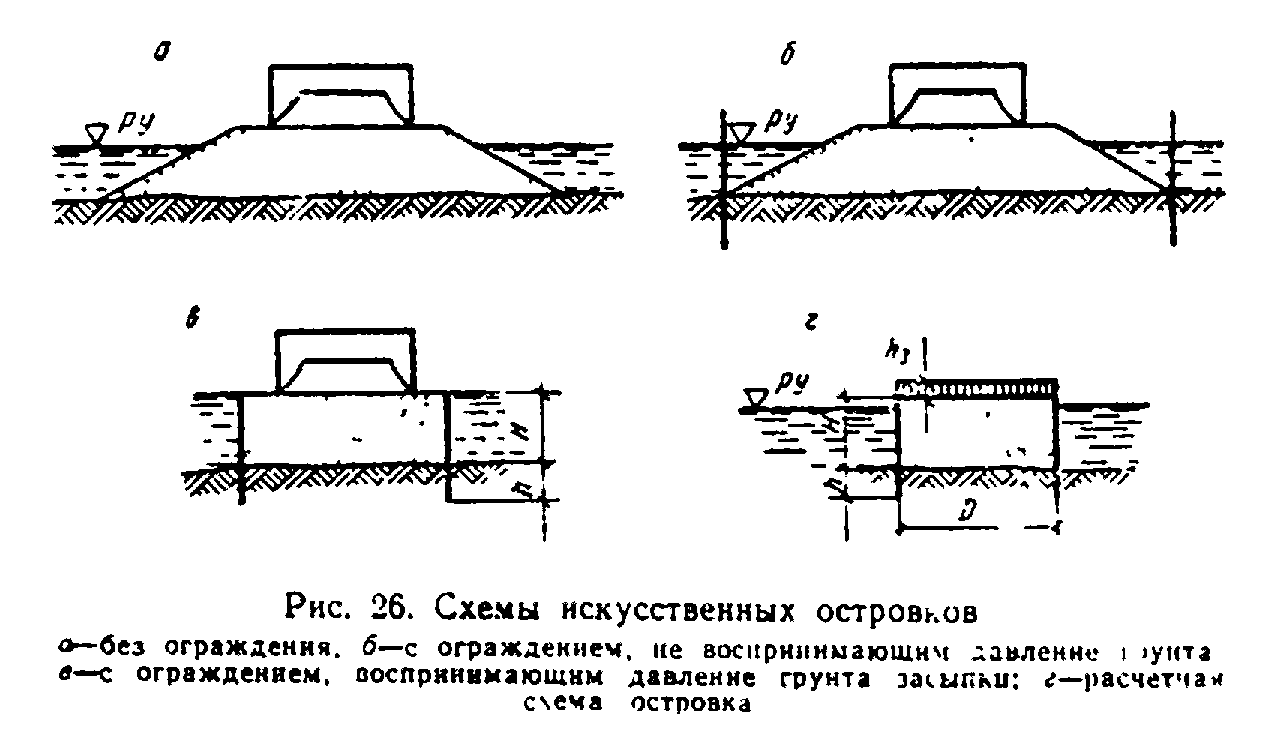 а
б
РУ
РУ
в
г
h₃
РУ
H
H
h
h
D
Рис. 26. Схемы искусственных островков
а—без ограждения, б—с ограждением, не воспринимающим давление грунта
в—с ограждением, воспринимающим давление грунта засыпки; г—расчетная
схема островка